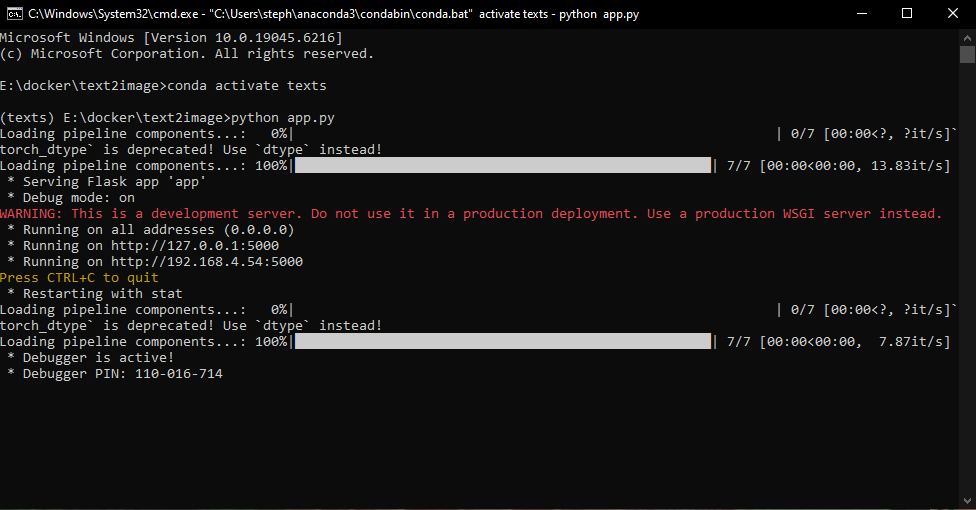 C:\Windows\System32\cmd.exe - "C:\Users\steph\anaconda3\condabin\conda.bat" activate texts - python app.py
Microsoft Windows [Version 10.0.19045.6216]
(c) Microsoft Corporation. All rights reserved.
E:\docker\text2image>conda activate texts
(texts) E:\docker\text2image>python app.py
Loading pipeline components...:   0%|                                                            | 0/7 [00:00<?, ?it/s]`
torch_dtype` is deprecated! Use `dtype` instead!
Loading pipeline components...: 100%|████████████████████████████████████████████████████| 7/7 [00:00<00:00, 13.83it/s]
 * Serving Flask app 'app'
 * Debug mode: on
WARNING: This is a development server. Do not use it in a production deployment. Use a production WSGI server instead.
 * Running on all addresses (0.0.0.0)
 * Running on http://127.0.0.1:5000
 * Running on http://192.168.4.54:5000
Press CTRL+C to quit
 * Restarting with stat
Loading pipeline components...:   0%|                                                            | 0/7 [00:00<?, ?it/s]`
torch_dtype` is deprecated! Use `dtype` instead!
Loading pipeline components...: 100%|████████████████████████████████████████████████████| 7/7 [00:00<00:00,  7.87it/s]
 * Debugger is active!
 * Debugger PIN: 110-016-714